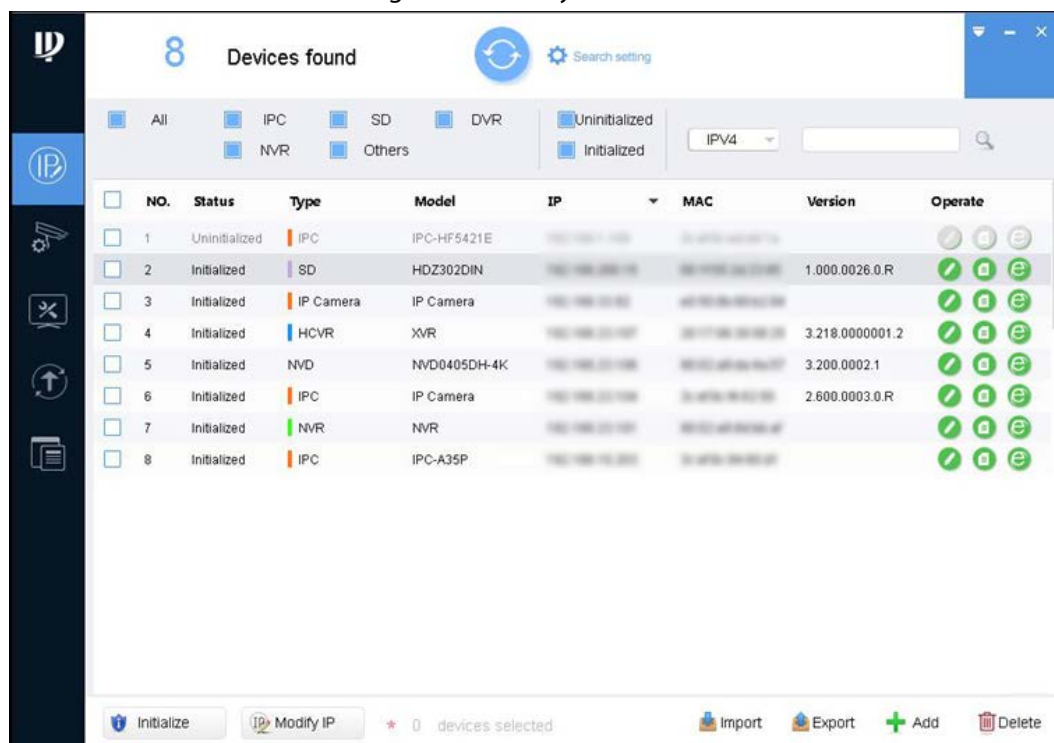 8 Devices found Search setting
All IPC SD DVR Uninitialized
NVR Others Initialized
IPV4
NO. Status Type Model IP MAC Version Operate
1 Uninitialized IPC IPC-HF5421E
2 Initialized SD HDZ302DIN 1.000.0026.0.R
3 Initialized IP Camera IP Camera
4 Initialized HCVR XVR 3.218.0000001.2
5 Initialized NVD NVD0405DH-4K 3.200.0002.1
6 Initialized IPC IP Camera 2.600.0003.0.R
7 Initialized NVR NVR
8 Initialized IPC IPC-A35P
Initialize IP Modify IP * 0 devices selected Import Export Add Delete